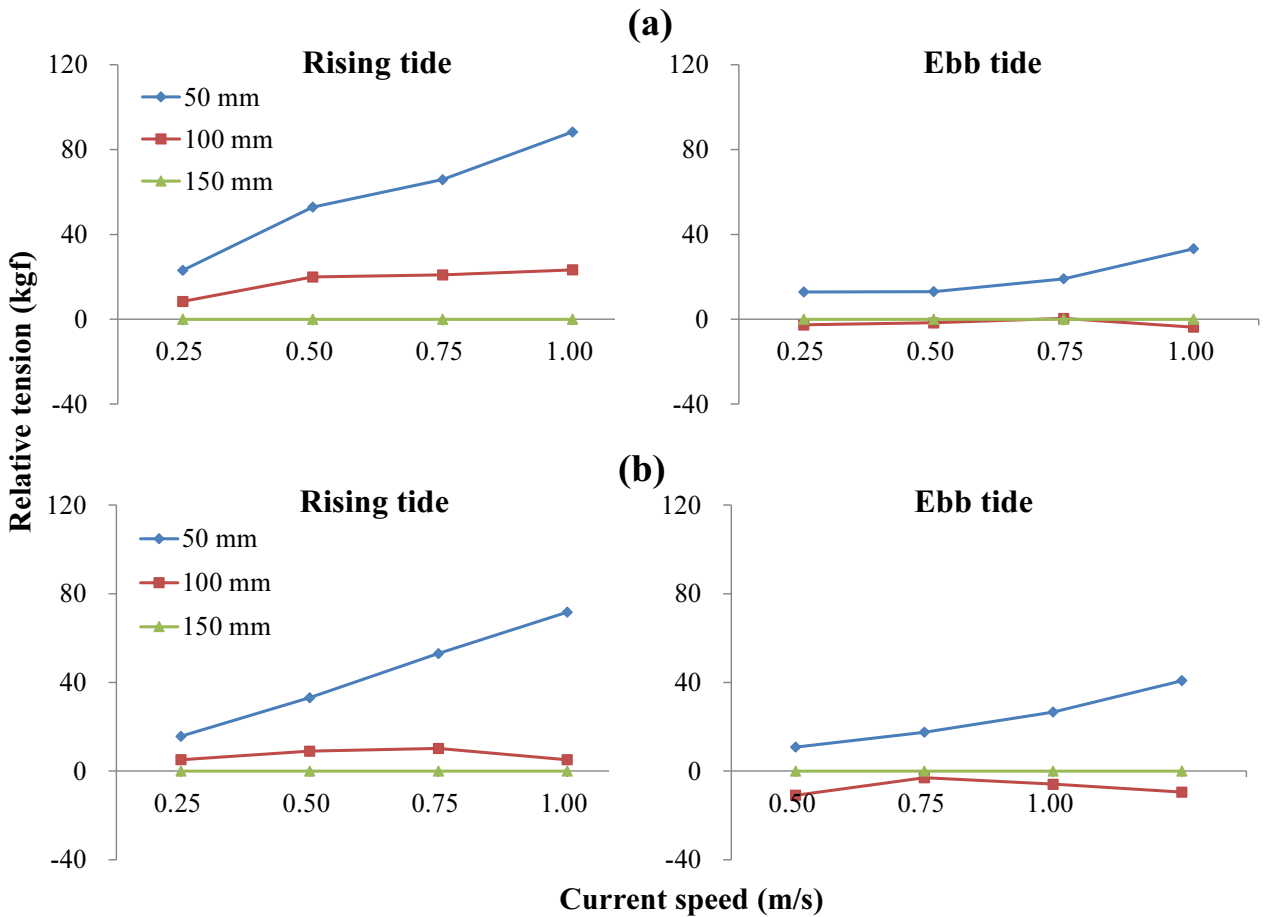 (a)
Rising tide
120
80
40
0
-40
50 mm
100 mm
150 mm
0.25 0.50 0.75 1.00
Ebb tide
120
80
40
0
-40
0.25 0.50 0.75 1.00
Relative tension (kgf)
(b)
Rising tide
120
80
40
0
-40
50 mm
100 mm
150 mm
0.25 0.50 0.75 1.00
Ebb tide
120
80
40
0
-40
0.50 0.75 1.00
Current speed (m/s)